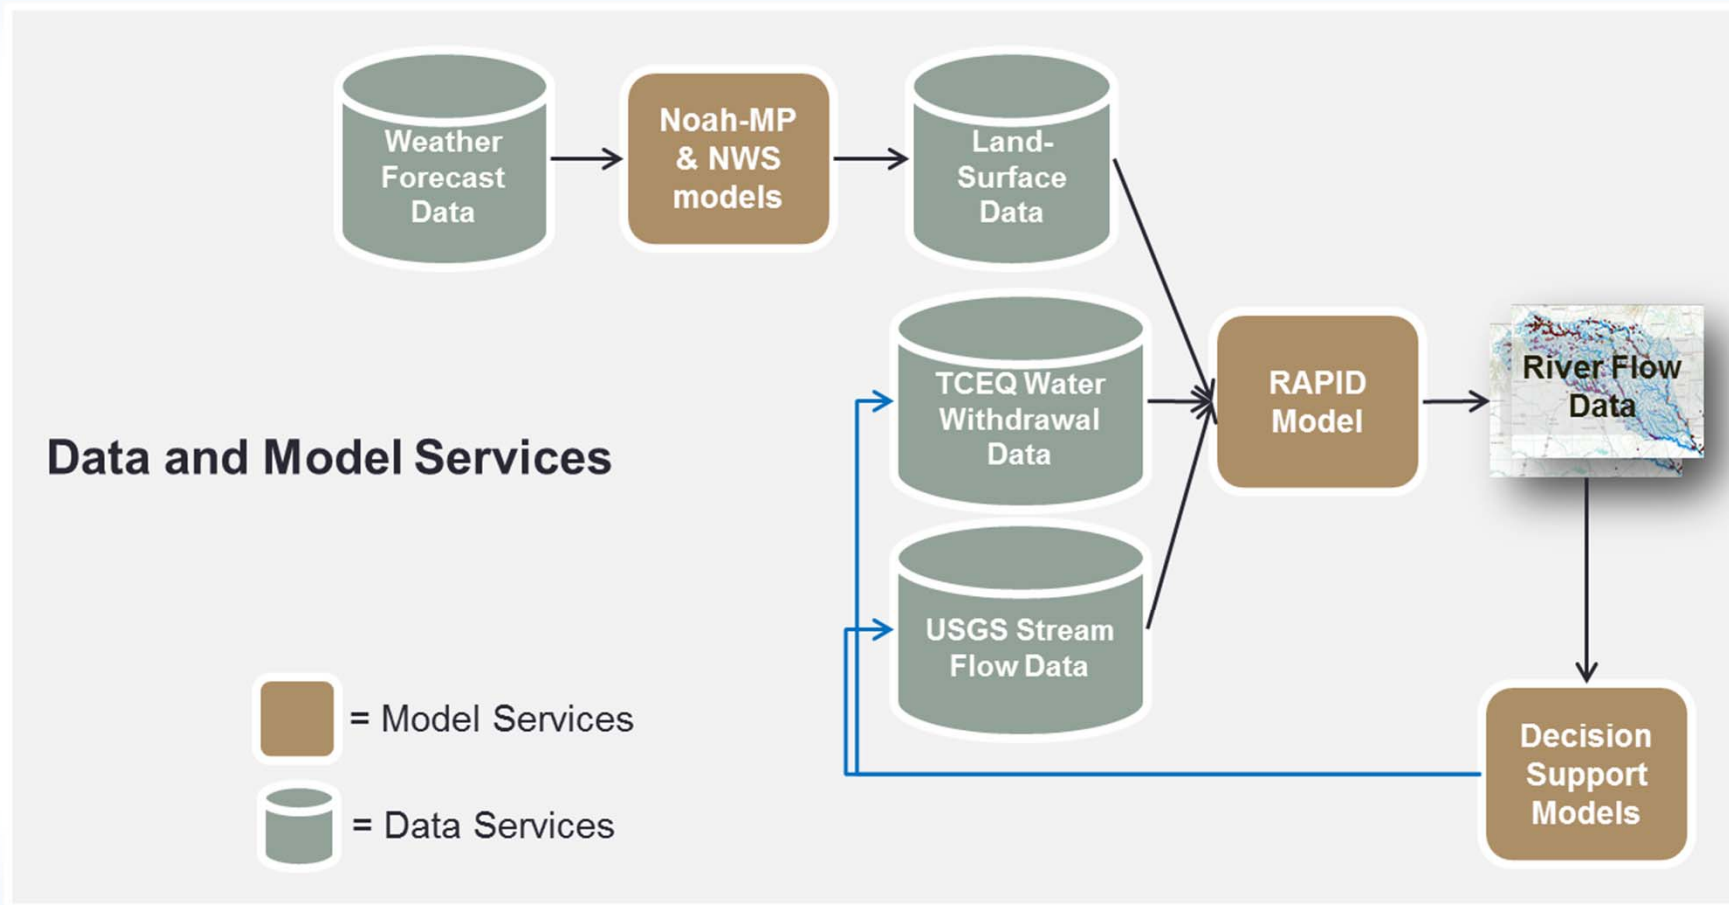 Weather
Forecast
Data
Noah-MP
& NWS
models
Land-
Surface
Data
TCEQ Water
Withdrawal
Data
RAPID
Model
River Flow
Data
Data and Model Services
USGS Stream
Flow Data
= Model Services
= Data Services
Decision
Support
Models